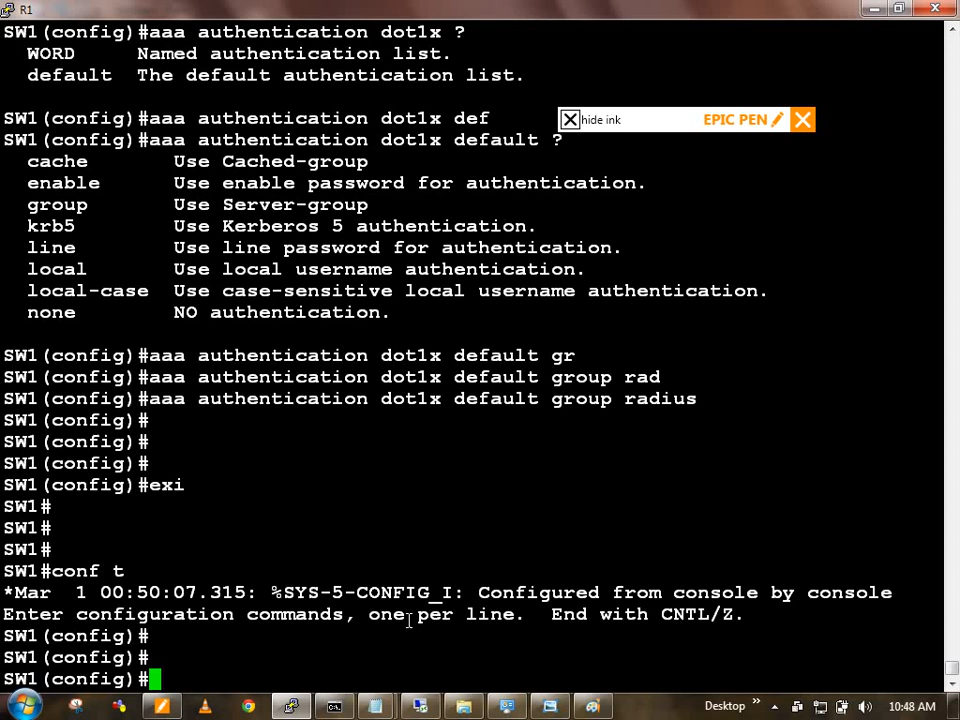 R1
SW1(config)#aaa authentication dot1x ?
  WORD     Named authentication list.
  default  The default authentication list.
SW1(config)#aaa authentication dot1x def
hide ink EPIC PEN
SW1(config)#aaa authentication dot1x default ?
  cache       Use Cached-group
  enable      Use enable password for authentication.
  group       Use Server-group
  krb5        Use Kerberos 5 authentication.
  line        Use line password for authentication.
  local       Use local username authentication.
  local-case  Use case-sensitive local username authentication.
  none        NO authentication.
SW1(config)#aaa authentication dot1x default gr
SW1(config)#aaa authentication dot1x default group rad
SW1(config)#aaa authentication dot1x default group radius
SW1(config)#
SW1(config)#
SW1(config)#
SW1(config)#exi
SW1#
SW1#
SW1#
SW1#conf t
*Mar  1 00:50:07.315: %SYS-5-CONFIG_I: Configured from console by console
Enter configuration commands, one per line.  End with CNTL/Z.
SW1(config)#
SW1(config)#
SW1(config)#
Desktop » 10:48 AM